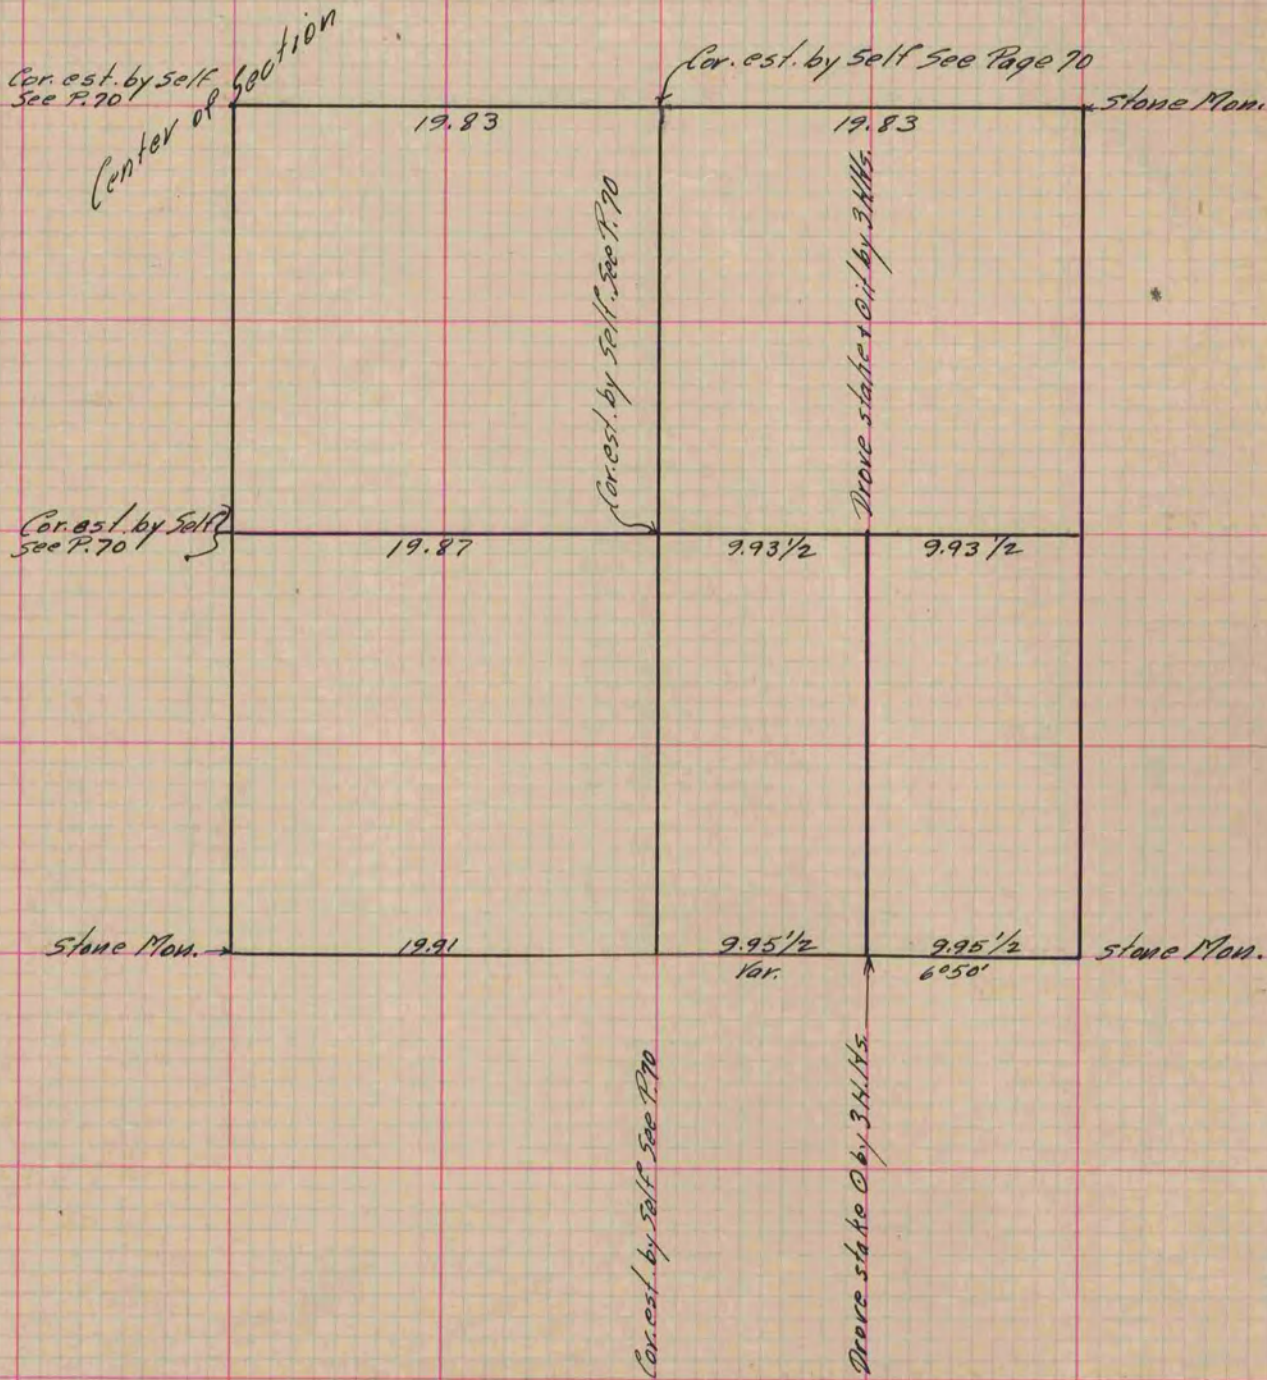 Center of Section
Cor. est. by Self
See P. 70
Cor. est. by Self See Page 70
Stone Mon.
19.83
19.83
Cor. est. by Self. See P. 70
Drove stake &
by 3
Cor. est. by Self
See P. 70
19.87
9.93 1/2
9.93 1/2
Stone Mon.
19.91
9.95 1/2
9.95 1/2
Stone Mon.
Var.
6°50'
Cor. est. by Self See P. 70
Drove stake
by 3